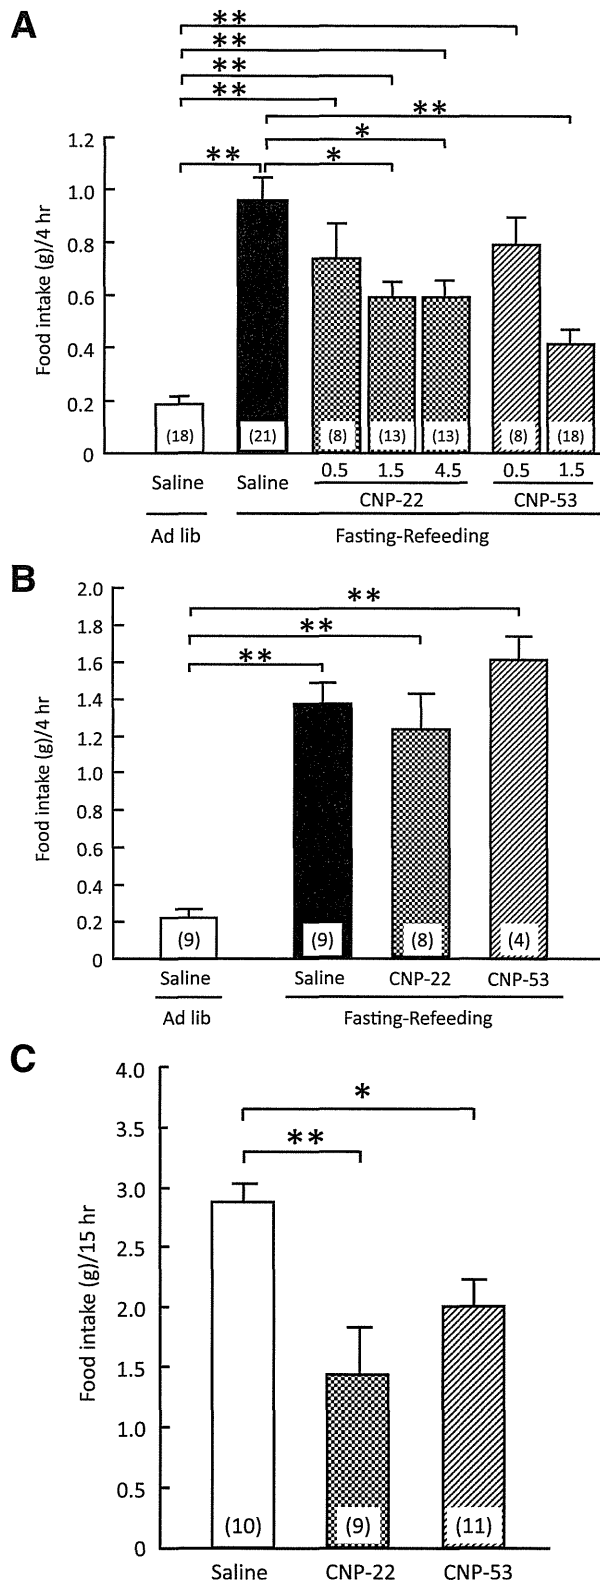 A
**
**
**
**
**
*
**
*
1.2
1.0
0.8
0.6
0.4
0.2
0
Food intake (g)/4 hr
(18) (21) (8) (13) (13) (8) (18)
0.5 1.5 4.5 0.5 1.5
Saline Saline CNP-22 CNP-53
Ad lib Fasting-Refeeding
B
2.0
1.8
1.6
1.4
1.2
1.0
0.8
0.6
0.4
0.2
0
Food intake (g)/4 hr
**
**
**
(9) (9) (8) (4)
Saline Saline CNP-22 CNP-53
Ad lib Fasting-Refeeding
C
4.0
3.5
3.0
2.5
2.0
1.5
1.0
0.5
0
Food intake (g)/15 hr
*
**
(10) (9) (11)
Saline CNP-22 CNP-53